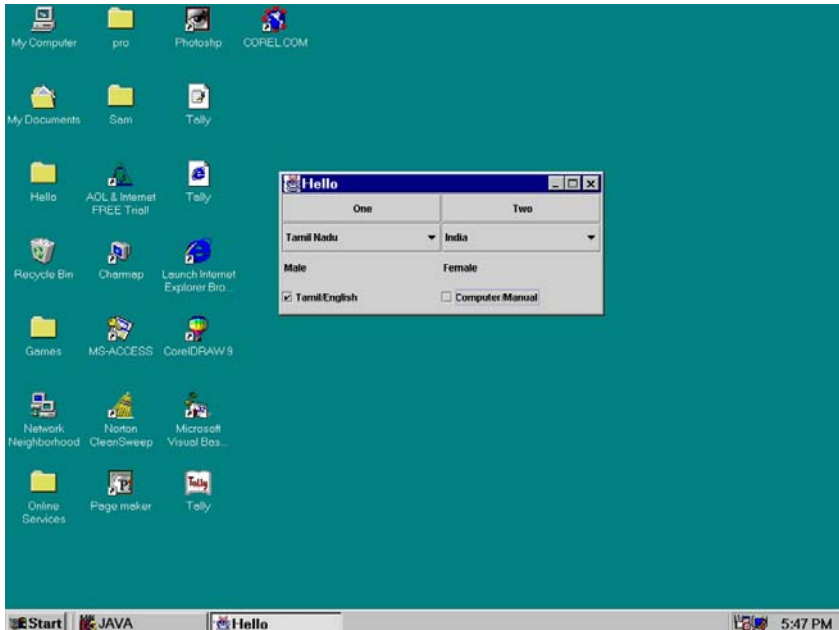 My Computer
pro
Photoshp
COREL.COM
My Documents
Sam
Tally
Hello
AOL & Internet
FREE Trial!
Tally
Recycle Bin
Charmap
Launch Internet
Explorer Bro...
Games
MS-ACCESS
CorelDRAW 9
Network
Neighborhood
Norton
CleanSweep
Microsoft
Visual Bas...
Online
Services
Page maker
Tally
Tally
Hello
One
Two
Tamil Nadu
India
Male
Female
Tamil/English
Computer/Manual
Start
JAVA
Hello
5:47 PM